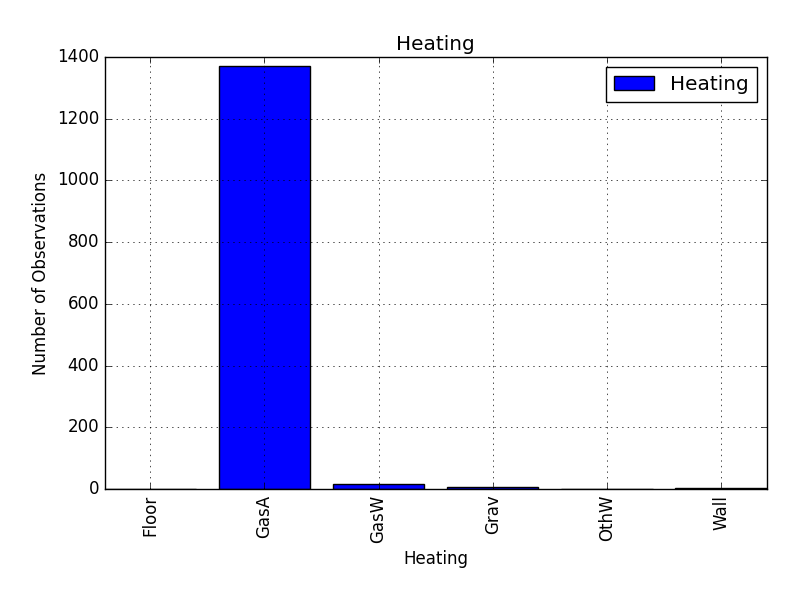 Heating
1400
1200
1000
800
600
400
200
0
Number of Observations
Heating
Floor
GasA
GasW
Grav
OthW
Wall
Heating